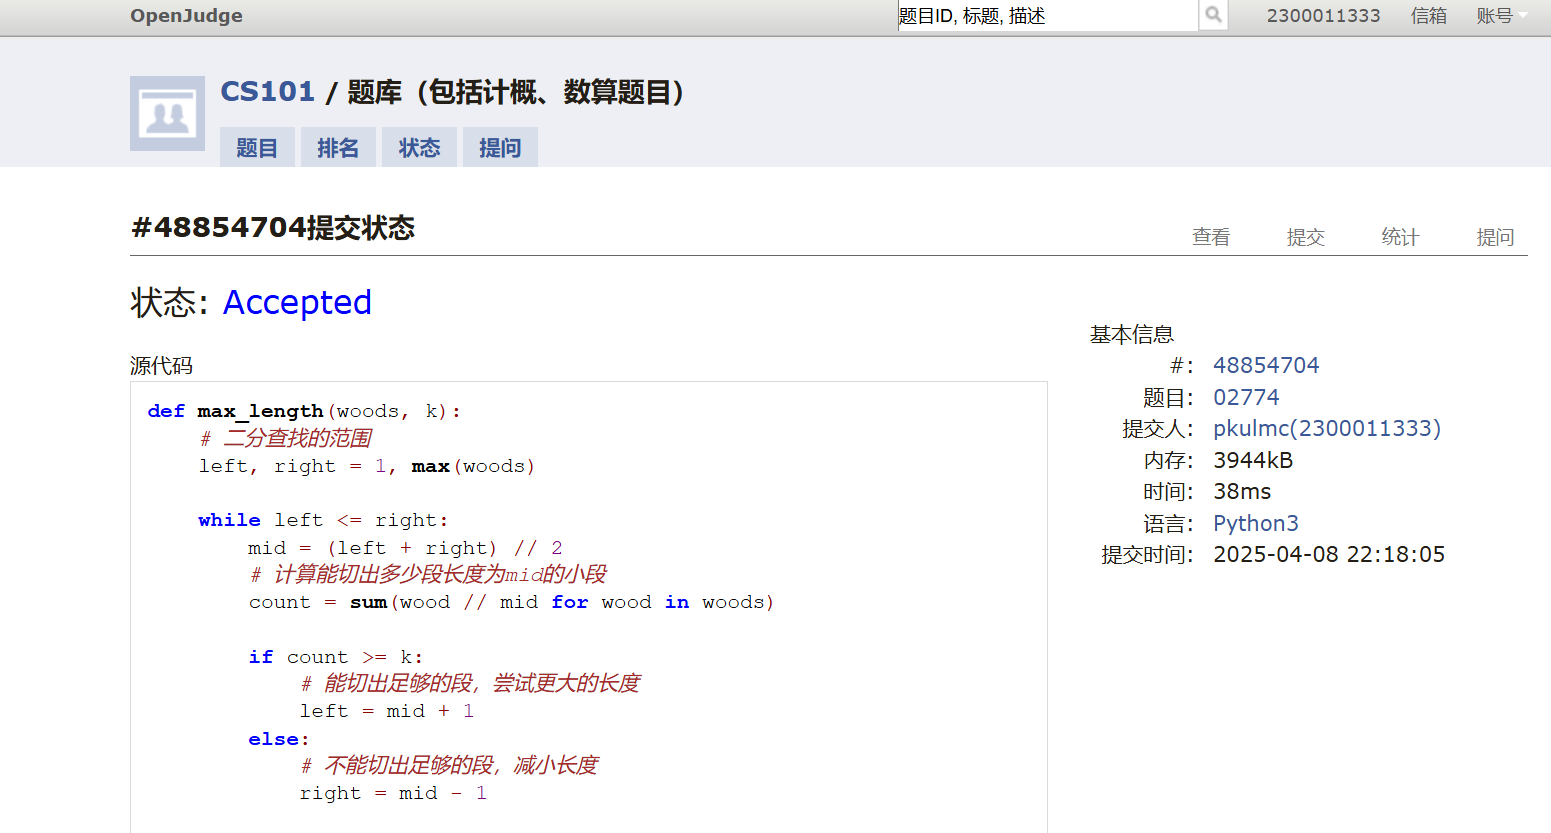 OpenJudge
题目ID, 标题, 描述
2300011333 信箱 账号
CS101 / 题库（包括计概、数算题目）
题目 排名 状态 提问
#48854704提交状态
查看 提交 统计 提问
状态: Accepted
源代码
def max_length(woods, k):
    # 二分查找的范围
    left, right = 1, max(woods)
    while left <= right:
        mid = (left + right) // 2
        # 计算能切出多少段长度为mid的小段
        count = sum(wood // mid for wood in woods)
        if count >= k:
            # 能切出足够的段，尝试更大的长度
            left = mid + 1
        else:
            # 不能切出足够的段，减小长度
            right = mid - 1
基本信息
#: 48854704
题目: 02774
提交人: pkulmc(2300011333)
内存: 3944kB
时间: 38ms
语言: Python3
提交时间: 2025-04-08 22:18:05